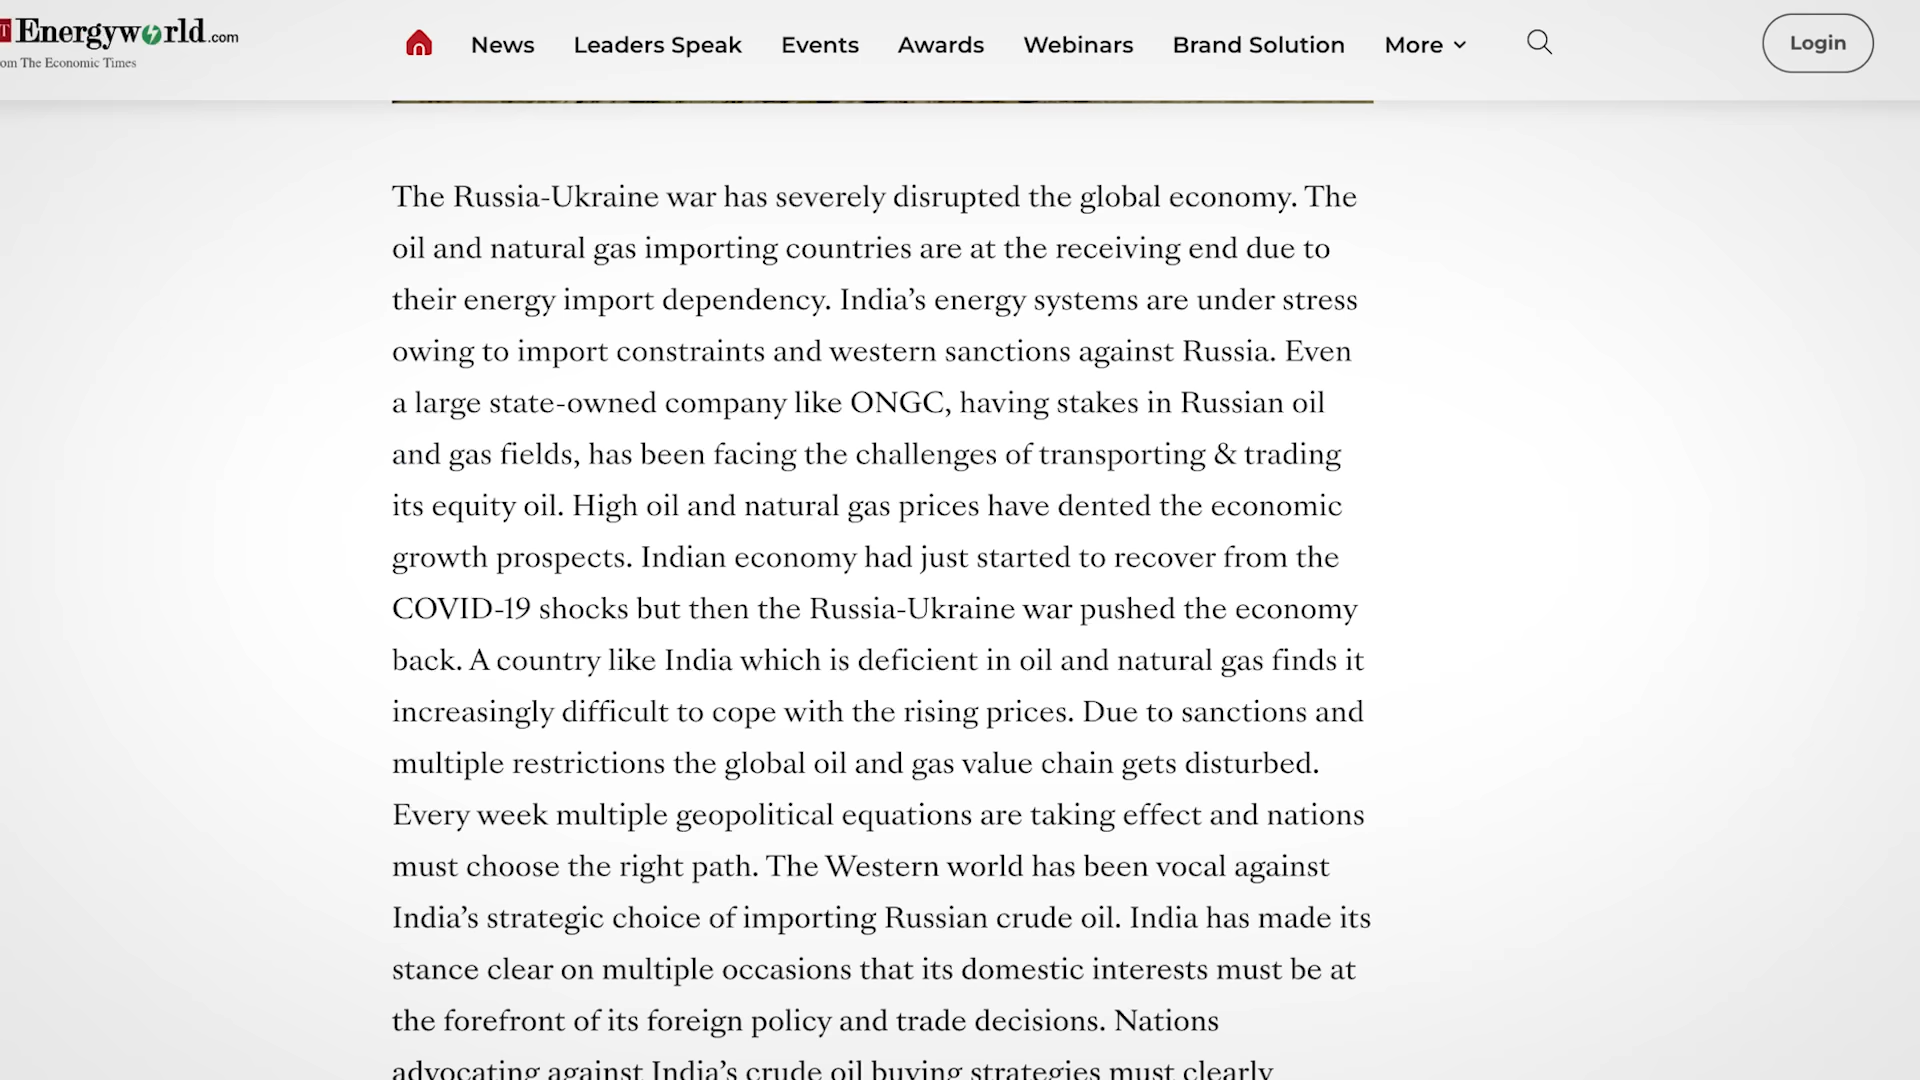 T Energyworld.com
om The Economic Times
News Leaders Speak Events Awards Webinars Brand Solution More Login
The Russia-Ukraine war has severely disrupted the global economy. The
oil and natural gas importing countries are at the receiving end due to
their energy import dependency. India’s energy systems are under stress
owing to import constraints and western sanctions against Russia. Even
a large state-owned company like ONGC, having stakes in Russian oil
and gas fields, has been facing the challenges of transporting & trading
its equity oil. High oil and natural gas prices have dented the economic
growth prospects. Indian economy had just started to recover from the
COVID-19 shocks but then the Russia-Ukraine war pushed the economy
back. A country like India which is deficient in oil and natural gas finds it
increasingly difficult to cope with the rising prices. Due to sanctions and
multiple restrictions the global oil and gas value chain gets disturbed.
Every week multiple geopolitical equations are taking effect and nations
must choose the right path. The Western world has been vocal against
India’s strategic choice of importing Russian crude oil. India has made its
stance clear on multiple occasions that its domestic interests must be at
the forefront of its foreign policy and trade decisions. Nations
advocating against India’s crude oil buying strategies must clearly